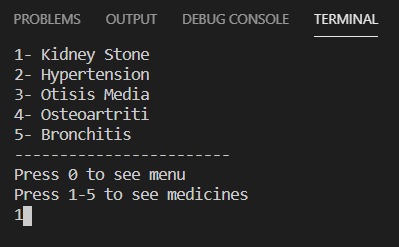 PROBLEMS OUTPUT DEBUG CONSOLE TERMINAL
1- Kidney Stone
2- Hypertension
3- Otisis Media
4- Osteoartriti
5- Bronchitis
------------------------
Press 0 to see menu
Press 1-5 to see medicines
1